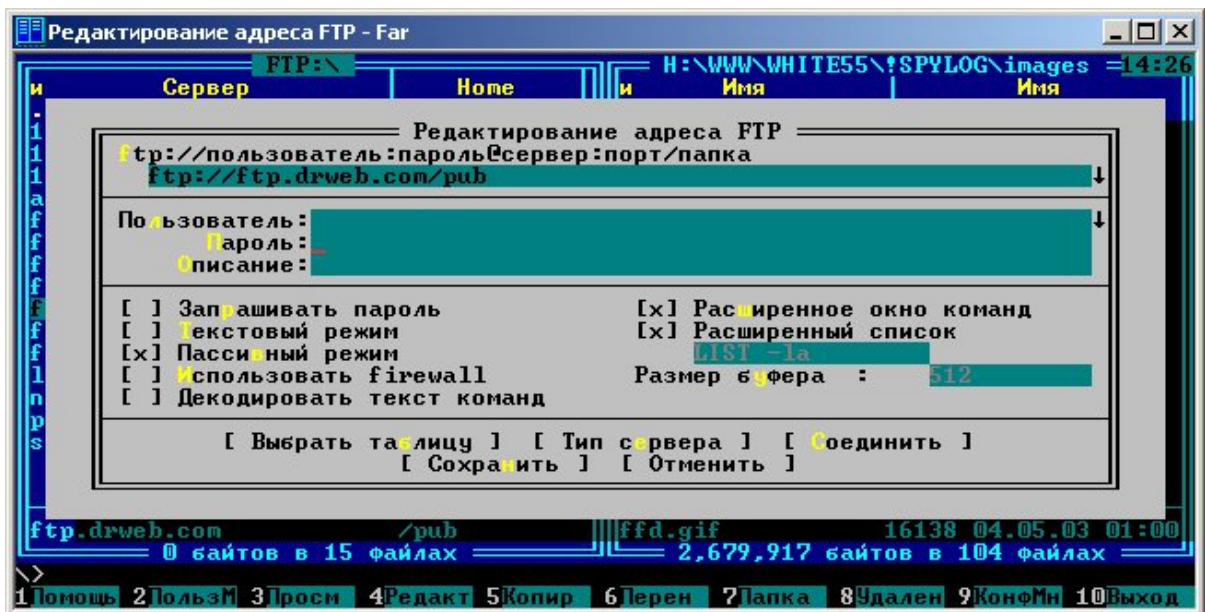 Редактирование адреса FTP - Far
FTP:\ H:\WWW\WHITE55\!SPYLOG\images 14:26
и Сервер Home и Имя Имя
Редактирование адреса FTP
ftp://пользователь:пароль@сервер:порт/папка
ftp://ftp.drweb.com/pub
Пользователь:
Пароль:
Описание:
[ ] Запрашивать пароль [x] Расширенное окно команд
[ ] Текстовый режим [x] Расширенный список
[x] Пассивный режим LIST -la
[ ] Использовать firewall Размер буфера : 512
[ ] Декодировать текст команд
[ Выбрать таблицу ] [ Тип сервера ] [ Соединить ]
[ Сохранить ] [ Отменить ]
ftp.drweb.com /pub ffd.gif 16138 04.05.03 01:00
0 байтов в 15 файлах 2,679,917 байтов в 104 файлах
\>
1Помощь 2ПользМ 3Просм 4Редакт 5Копир 6Перен 7Папка 8Удален 9КонфМн 10Выход